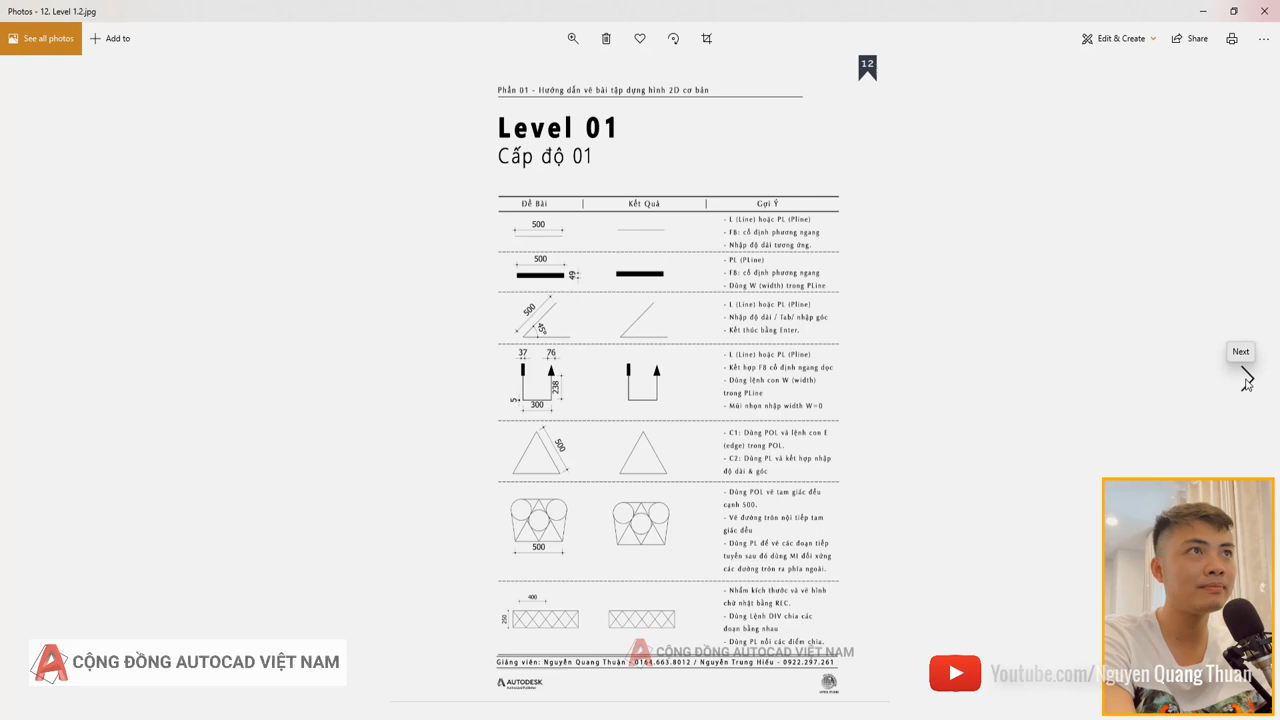 Photos - 12. Level 1.2.jpg
See all photos
Add to
Edit & Create
Share
12
Phần 01 - Hướng dẫn vẽ bài tập dựng hình 2D cơ bản
Level 01
Cấp độ 01
Đề Bài | Kết Quả | Gợi Ý
500
- L (Line) hoặc PL (Pline)
- F8: cố định phương ngang
- Nhập độ dài tương ứng.
500
49
- PL (PLine)
- F8: cố định phương ngang
- Dùng W (width) trong PLine
500
45°
- L (Line) hoặc PL (Pline)
- Nhập độ dài / Tab/ nhập góc
- Kết thúc bằng Enter.
37 76
238
5
300
- L (Line) hoặc PL (Pline)
- Kết hợp F8 cố định ngang dọc
- Dùng lệnh con W (width)
trong PLine
- Mũi nhọn nhập width W=0
500
- C1: Dùng POL và lệnh con E
(edge) trong POL.
- C2: Dùng PL và kết hợp nhập
độ dài & góc
500
- Dùng POL vẽ tam giác đều
cạnh 500.
- Vẽ đường tròn nội tiếp tam
giác đều
- Dùng PL để vẽ các đoạn tiếp
tuyến sau đó dùng MI đối xứng
các đường tròn ra phía ngoài.
400
250
- Nhẩm kích thước và vẽ hình
chữ nhật bằng REC.
- Dùng Lệnh DIV chia các
đoạn bằng nhau
- Dùng PL nối các điểm chia.
CỘNG ĐỒNG AUTOCAD VIỆT NAM
Giảng viên: Nguyễn Quang Thuận - 0164.663.8012 / Nguyễn Trung Hiếu - 0922.297.261
AUTODESK
Next
CỘNG ĐỒNG AUTOCAD VIỆT NAM
Youtube.com/Nguyen Quang Thuan